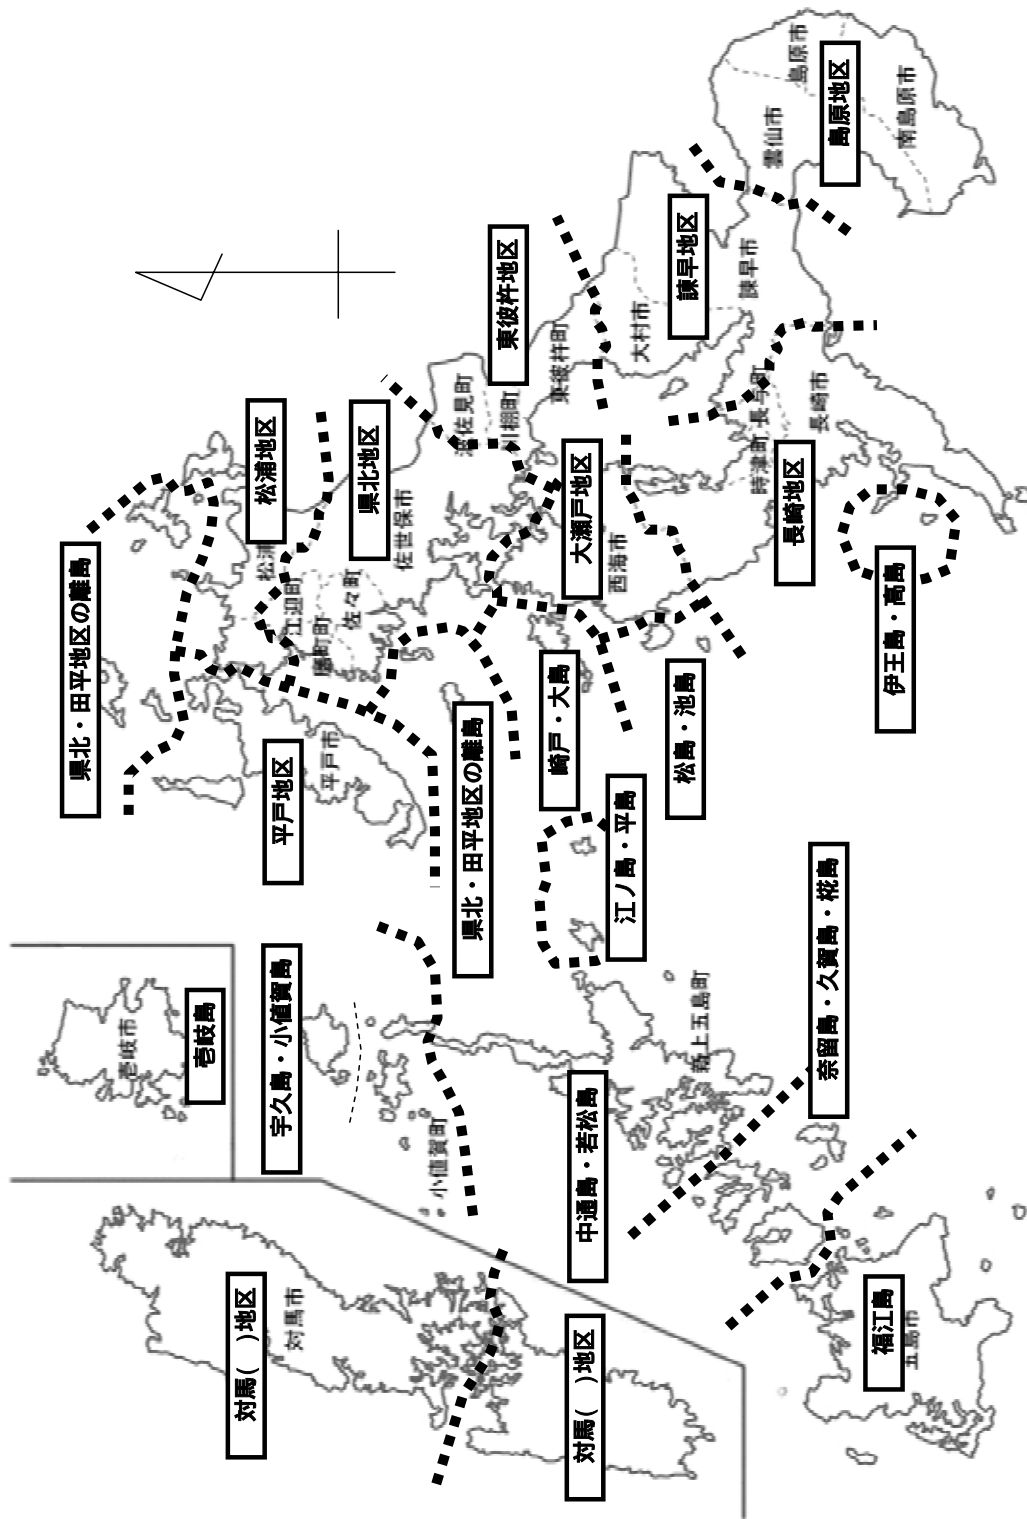 県北・田平地区の離島
松浦地区
県北地区
東彼杵地区
諫早地区
島原地区
島原市
雲仙市
南島原市
平戸地区
平戸市
江迎町
佐々町
佐世保市
波佐見町
川棚町
東彼杵町
大村市
諫早市
壱岐市
壱岐島
宇久島・小値賀島
県北・田平地区の離島
崎戸・大島
大瀬戸地区
西海市
時津町
長与町
長崎市
長崎地区
江ノ島・平島
松島・池島
伊王島・高島
小値賀町
対馬市
対馬(　)地区
対馬(　)地区
中通島・若松島
新上五島町
奈留島・久賀島・椛島
福江島
五島市